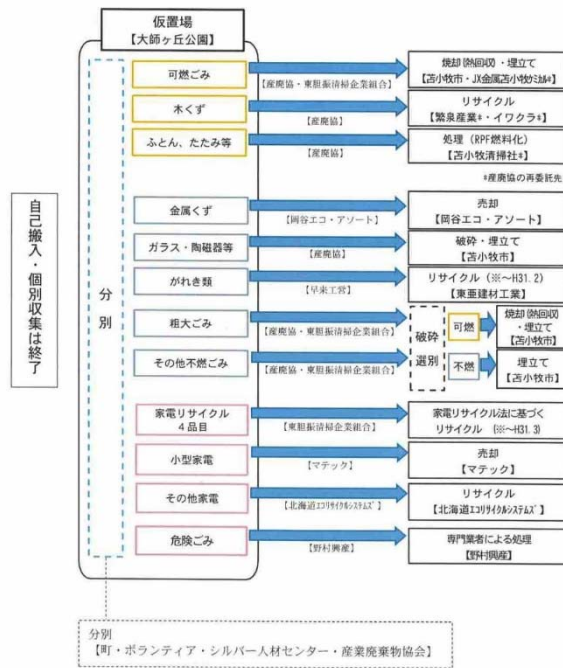 仮置場
【大師ヶ丘公園】
自己搬入・個別収集は終了
分別
可燃ごみ
【産廃協・東胆振清掃企業組合】
焼却(熱回収)・埋立て
【苫小牧市・JX金属苫小牧ケミカル*】
木くず
【産廃協】
リサイクル
【繁泉産業*・イワクラ*】
ふとん、たたみ等
【産廃協】
処理(RPF燃料化)
【苫小牧清掃社*】
*産廃協の再委託先
金属くず
【岡谷エコ・アソート】
売却
【岡谷エコ・アソート】
ガラス・陶磁器等
【産廃協】
破砕・埋立て
【苫小牧市】
がれき類
【早来工営】
リサイクル(※~H31.2)
【東亜建材工業】
粗大ごみ
【産廃協・東胆振清掃企業組合】
その他不燃ごみ
【産廃協・東胆振清掃企業組合】
破砕
選別
可燃
焼却(熱回収)
・埋立て
【苫小牧市】
不燃
埋立て
【苫小牧市】
家電リサイクル
4品目
【東胆振清掃企業組合】
家電リサイクル法に基づく
リサイクル (※~H31.3)
小型家電
【マテック】
売却
【マテック】
その他家電
【北海道エコリサイクルシステムズ】
リサイクル
【北海道エコリサイクルシステムズ】
危険ごみ
【野村興産】
専門業者による処理
【野村興産】
分別
【町・ボランティア・シルバー人材センター・産業廃棄物協会】